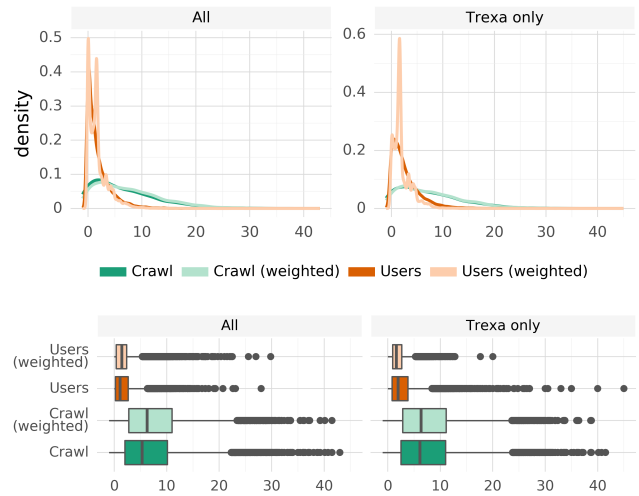 All
Trexa only
density
0.5
0.4
0.3
0.2
0.1
0
0.6
0.4
0.2
0
0 10 20 30 40
0 10 20 30 40
Crawl Crawl (weighted) Users Users (weighted)
All
Trexa only
Users
(weighted)
Users
Crawl
(weighted)
Crawl
0 10 20 30 40
0 10 20 30 40